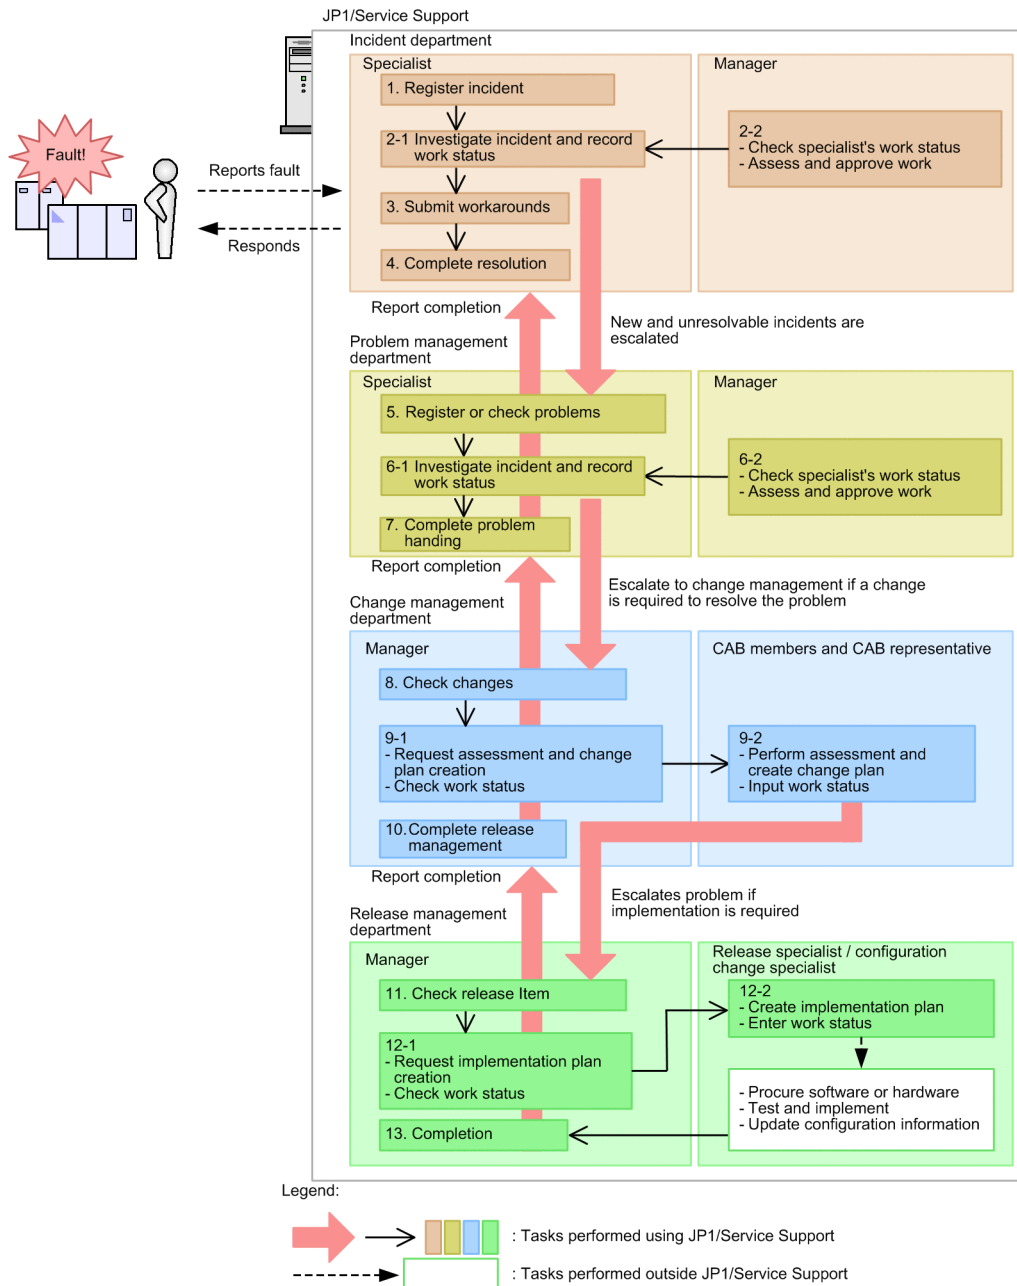 JP1/Service Support
Incident department
Specialist
Manager
1. Register incident
2-1 Investigate incident and record
work status
2-2
- Check specialist's work status
- Assess and approve work
Fault!
Reports fault
Responds
3. Submit workarounds
4. Complete resolution
Report completion
New and unresolvable incidents are
escalated
Problem management
department
Specialist
Manager
5. Register or check problems
6-1 Investigate incident and record
work status
6-2
- Check specialist's work status
- Assess and approve work
7. Complete problem
handing
Report completion
Escalate to change management if a change
is required to resolve the problem
Change management
department
Manager
CAB members and CAB representative
8. Check changes
9-1
- Request assessment and change
plan creation
- Check work status
9-2
- Perform assessment and
create change plan
- Input work status
10. Complete release
management
Report completion
Escalates problem if
implementation is required
Release management
department
Manager
Release specialist / configuration
change specialist
11. Check release Item
12-1
- Request implementation plan
creation
- Check work status
12-2
- Create implementation plan
- Enter work status
- Procure software or hardware
- Test and implement
- Update configuration information
13. Completion
Legend:
: Tasks performed using JP1/Service Support
: Tasks performed outside JP1/Service Support